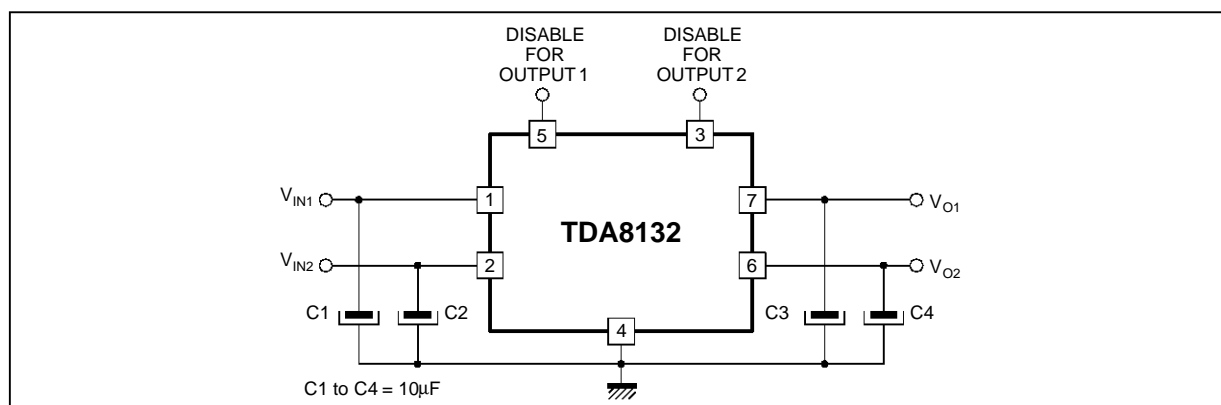 DISABLE
FOR
OUTPUT 1
DISABLE
FOR
OUTPUT 2
5
3
VIN1
1
7
VO1
TDA8132
VIN2
2
6
VO2
C1
C2
4
C3
C4
C1 to C4 = 10µF